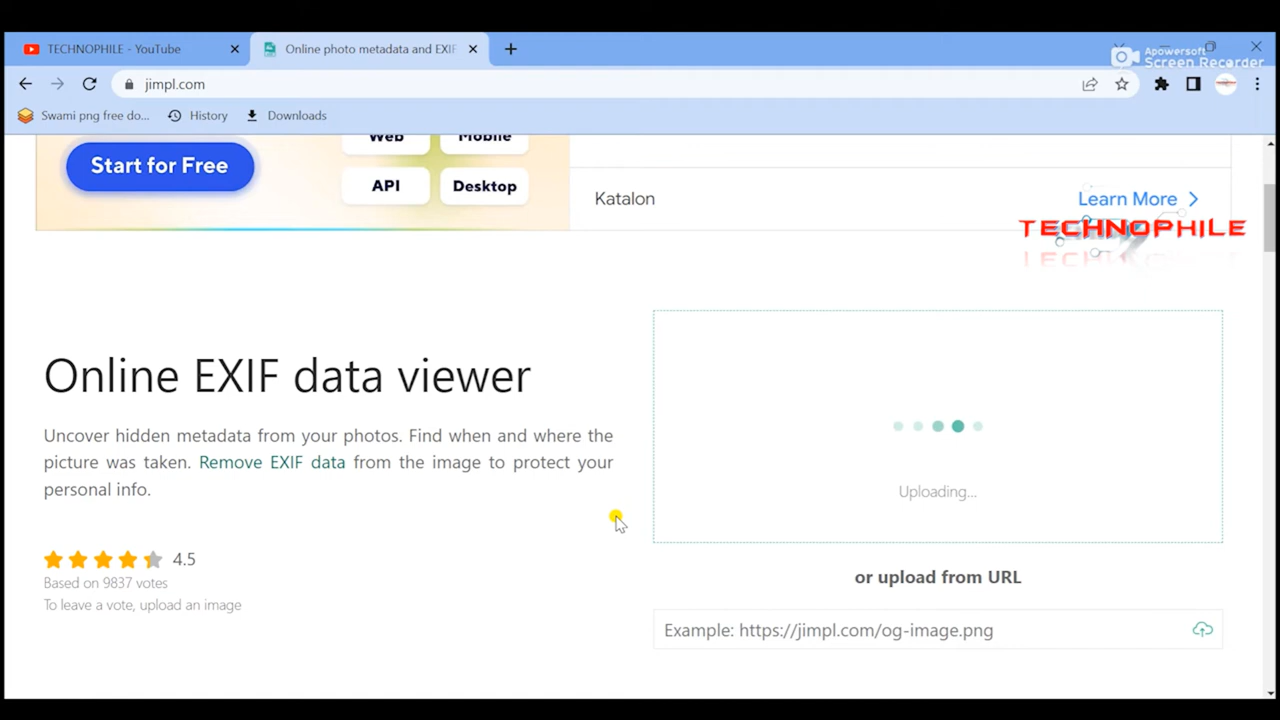 TECHNOPHILE - YouTube
Online photo metadata and EXIF
Apowersoft
Screen Recorder
jimpl.com
Swami png free do...
History
Downloads
Start for Free
Web
Mobile
API
Desktop
Katalon
Learn More
TECHNOPHILE
Online EXIF data viewer
Uncover hidden metadata from your photos. Find when and where the
picture was taken. Remove EXIF data from the image to protect your
personal info.
Uploading...
4.5
Based on 9837 votes
To leave a vote, upload an image
or upload from URL
Example: https://jimpl.com/og-image.png